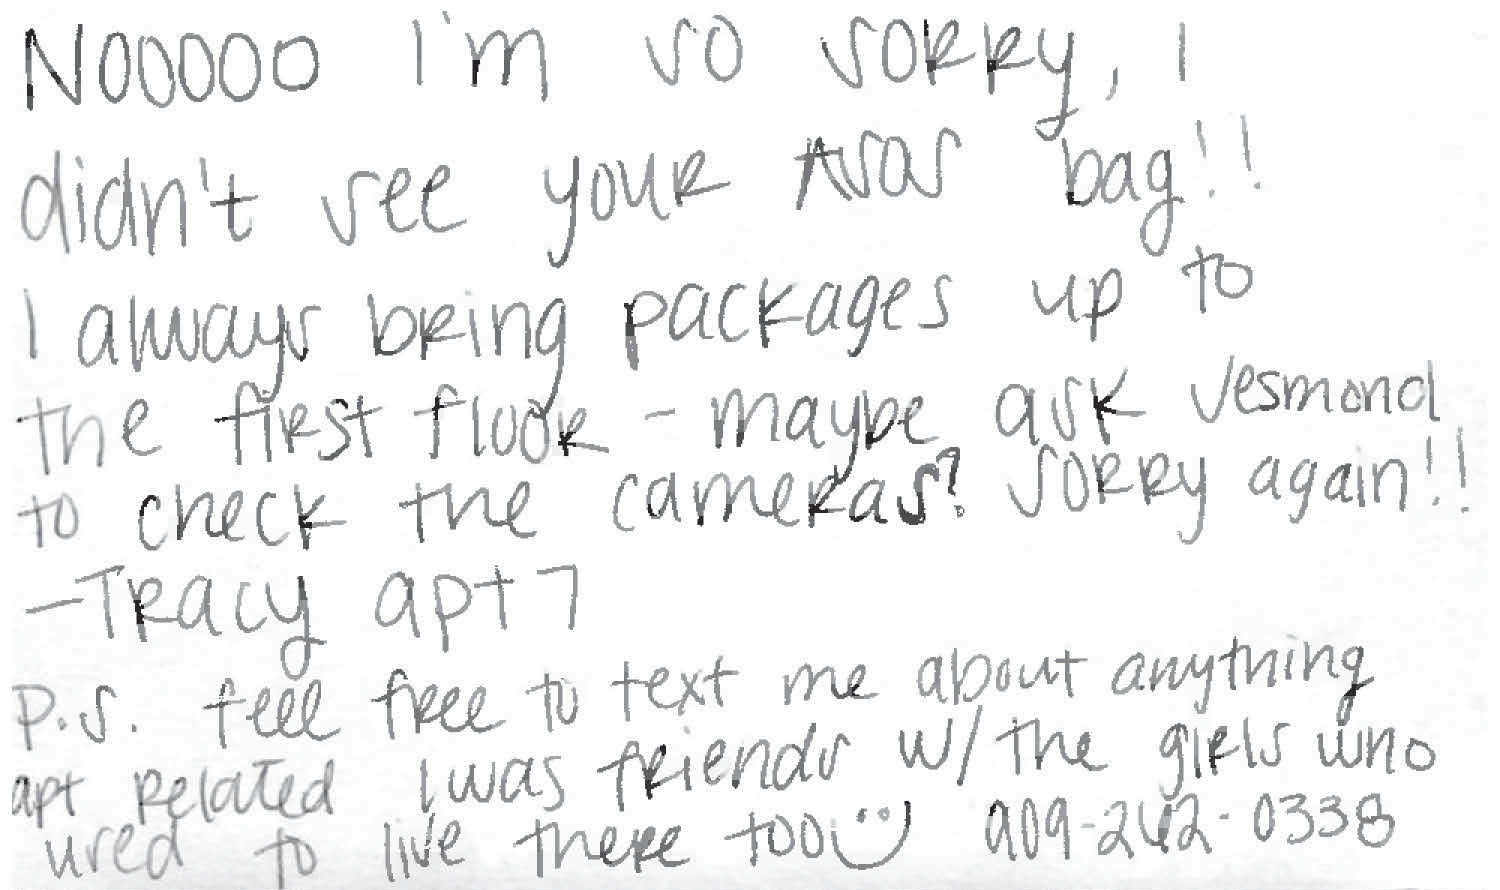 Nooooo I'm so sorry, I
didn't see your Asos bag!!
I always bring packages up to
the first floor - maybe ask Desmond
to check the cameras? Sorry again!!
-Tracy apt 7
P.S. feel free to text me about anything
apt related I was friends w/ the girls who
used to live there too :) 909-262-0338